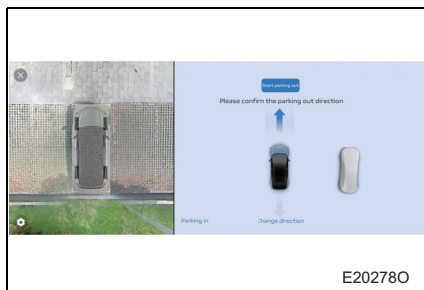 Start parking out
Please confirm the parking out direction
Parking in
Change direction
E20278O